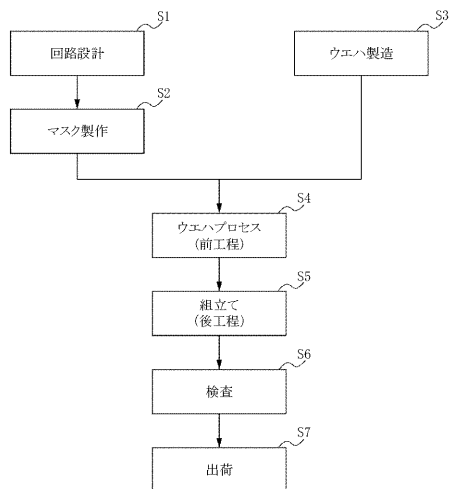 S1
回路設計
S3
ウエハ製造
S2
マスク製作
S4
ウエハプロセス
(前工程)
S5
組立て
(後工程)
S6
検査
S7
出荷